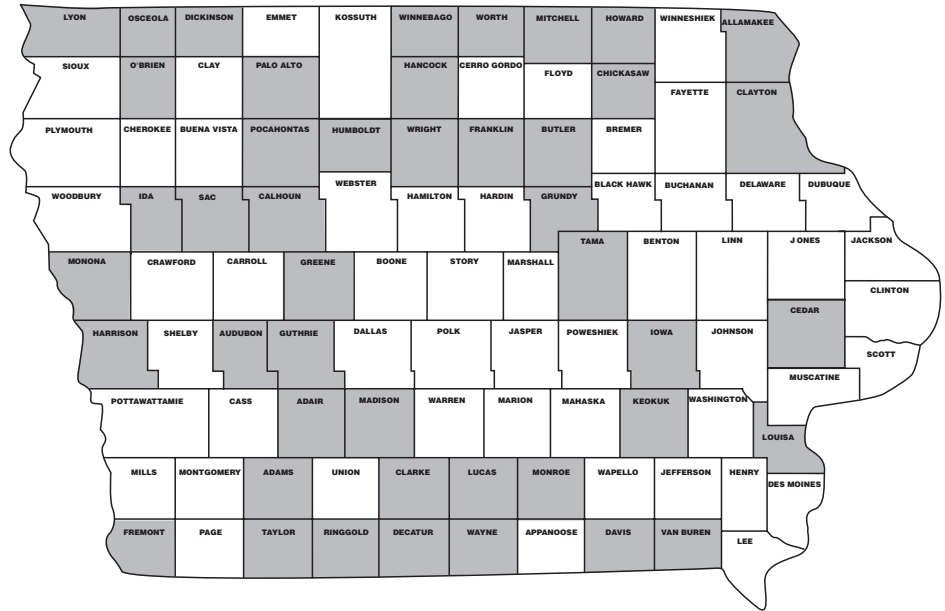 LYON OSCEOLA DICKINSON EMMET KOSSUTH WINNEBAGO WORTH MITCHELL HOWARD WINNESHIEK ALLAMAKEE
SIOUX O'BRIEN CLAY PALO ALTO HANCOCK CERRO GORDO FLOYD CHICKASAW
FAYETTE CLAYTON
PLYMOUTH CHEROKEE BUENA VISTA POCAHONTAS HUMBOLDT WRIGHT FRANKLIN BUTLER BREMER
WOODBURY IDA SAC CALHOUN WEBSTER HAMILTON HARDIN GRUNDY BLACK HAWK BUCHANAN DELAWARE DUBUQUE
MONONA CRAWFORD CARROLL GREENE BOONE STORY MARSHALL TAMA BENTON LINN JONES JACKSON
CLINTON
HARRISON SHELBY AUDUBON GUTHRIE DALLAS POLK JASPER POWESHIEK IOWA JOHNSON CEDAR
SCOTT
MUSCATINE
POTTAWATTAMIE CASS ADAIR MADISON WARREN MARION MAHASKA KEOKUK WASHINGTON
LOUISA
MILLS MONTGOMERY ADAMS UNION CLARKE LUCAS MONROE WAPELLO JEFFERSON HENRY
DES MOINES
FREMONT PAGE TAYLOR RINGGOLD DECATUR WAYNE APPANOOSE DAVIS VAN BUREN
LEE